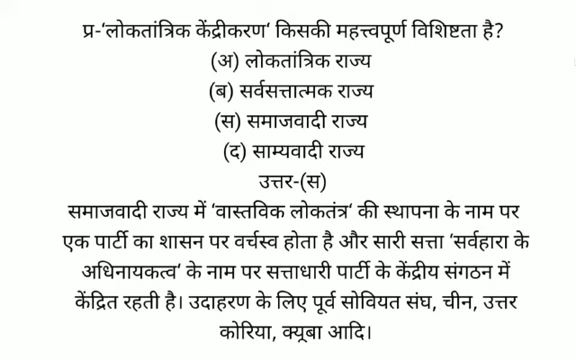 प्र-‘लोकतांत्रिक केंद्रीकरण‘ किसकी महत्त्वपूर्ण विशिष्टता है?
(अ) लोकतांत्रिक राज्य
(ब) सर्वसत्तात्मक राज्य
(स) समाजवादी राज्य
(द) साम्यवादी राज्य
उत्तर-(स)
समाजवादी राज्य में ‘वास्तविक लोकतंत्र‘ की स्थापना के नाम पर
एक पार्टी का शासन पर वर्चस्व होता है और सारी सत्ता ‘सर्वहारा के
अधिनायकत्व‘ के नाम पर सत्ताधारी पार्टी के केंद्रीय संगठन में
केंद्रित रहती है। उदाहरण के लिए पूर्व सोवियत संघ, चीन, उत्तर
कोरिया, क्यूबा आदि।